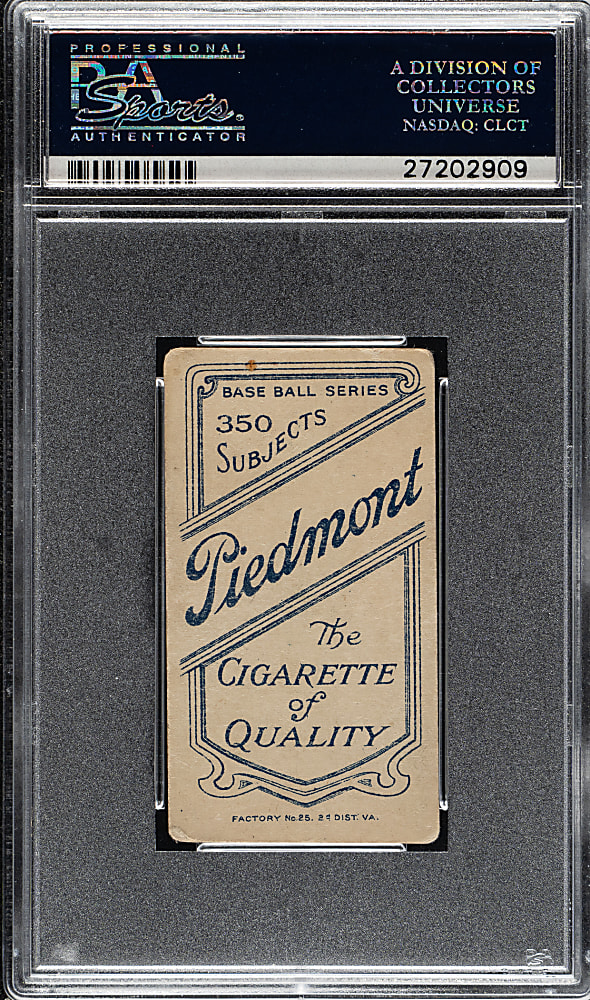 PROFESSIONAL
PSA
Sports
AUTHENTICATOR
A DIVISION OF
COLLECTORS
UNIVERSE
NASDAQ: CLCT
27202909
BASE BALL SERIES
350
SUBJECTS
Piedmont
The
CIGARETTE
of
QUALITY
FACTORY No. 25. 2d DIST. VA.